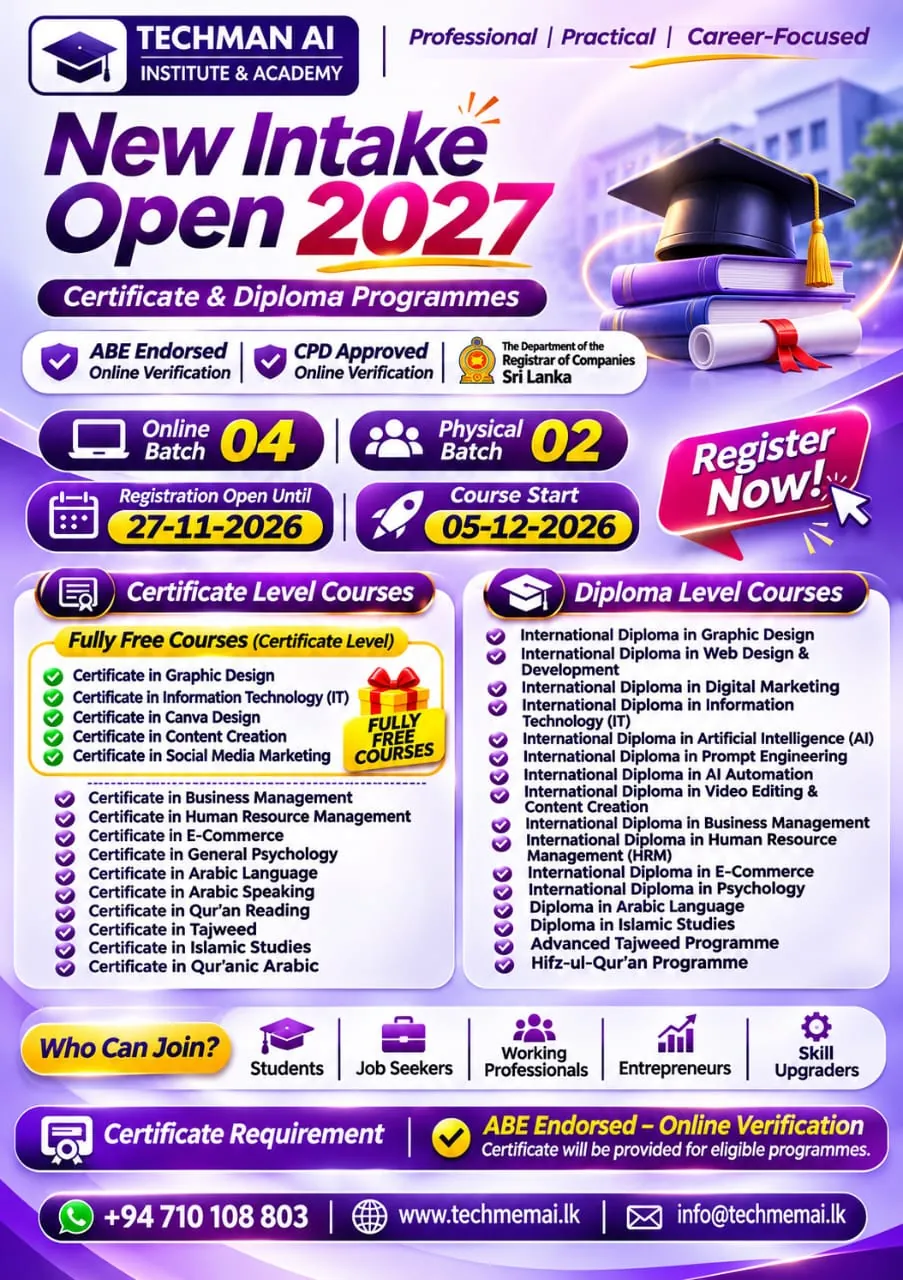 TECHMAN AI
INSTITUTE & ACADEMY
Professional | Practical | Career-Focused
New Intake
Open 2027
Certificate & Diploma Programmes
ABE Endorsed
Online Verification
CPD Approved
Online Verification
The Department of the
Registrar of Companies
Sri Lanka
Online
Batch
04
Physical
Batch
02
Registration Open Until
27-11-2026
Course Start
05-12-2026
Register
Now!
Certificate Level Courses
Fully Free Courses (Certificate Level)
Certificate in Graphic Design
Certificate in Information Technology (IT)
Certificate in Canva Design
Certificate in Content Creation
Certificate in Social Media Marketing
FULLY
FREE
COURSES
Certificate in Business Management
Certificate in Human Resource Management
Certificate in E-Commerce
Certificate in General Psychology
Certificate in Arabic Language
Certificate in Arabic Speaking
Certificate in Qur'an Reading
Certificate in Tajweed
Certificate in Islamic Studies
Certificate in Qur'anic Arabic
Diploma Level Courses
International Diploma in Graphic Design
International Diploma in Web Design &
Development
International Diploma in Digital Marketing
International Diploma in Information
Technology (IT)
International Diploma in Artificial Intelligence (AI)
International Diploma in Prompt Engineering
International Diploma in AI Automation
International Diploma in Video Editing &
Content Creation
International Diploma in Business Management
International Diploma in Human Resource
Management (HRM)
International Diploma in E-Commerce
International Diploma in Psychology
Diploma in Arabic Language
Diploma in Islamic Studies
Advanced Tajweed Programme
Hifz-ul-Qur'an Programme
Who Can Join?
Students
Job Seekers
Working
Professionals
Entrepreneurs
Skill
Upgraders
Certificate Requirement
ABE Endorsed – Online Verification
Certificate will be provided for eligible programmes.
+94 710 108 803
www.techmemai.lk
info@techmemai.lk